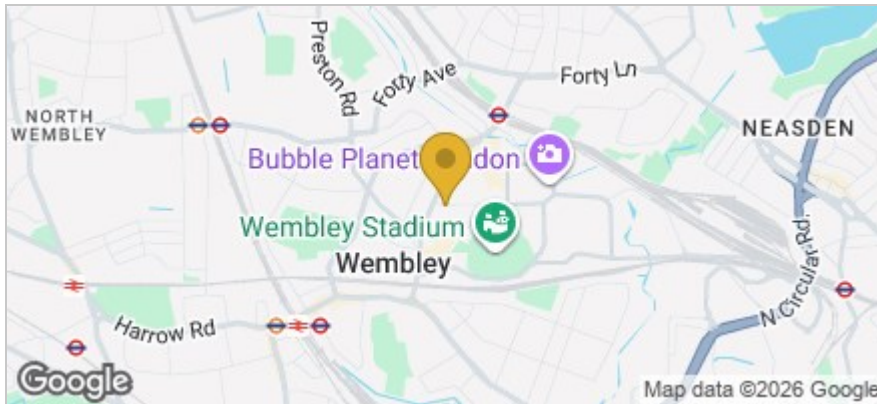 Preston Rd
Forty Ave
Forty Ln
NORTH
WEMBLEY
NEASDEN
Bubble Planet
don
Wembley Stadium
Wembley
N Circular Rd.
Harrow Rd
Google
Map data ©2026 Google